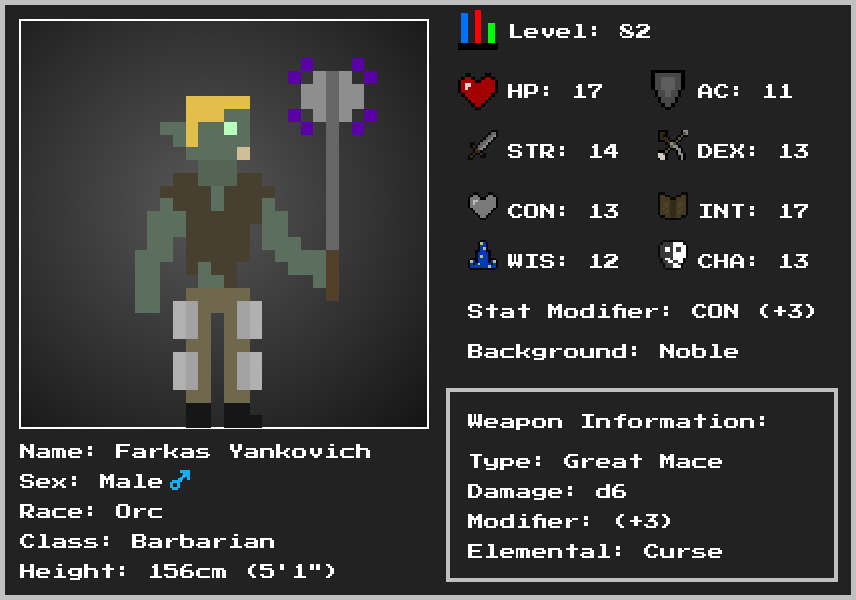 Level: 82
HP: 17 AC: 11
STR: 14 DEX: 13
CON: 13 INT: 17
WIS: 12 CHA: 13
Stat Modifier: CON (+3)
Background: Noble
Weapon Information:
Type: Great Mace
Damage: d6
Modifier: (+3)
Elemental: Curse
Name: Farkas Yankovich
Sex: Male ♂
Race: Orc
Class: Barbarian
Height: 156cm (5'1")